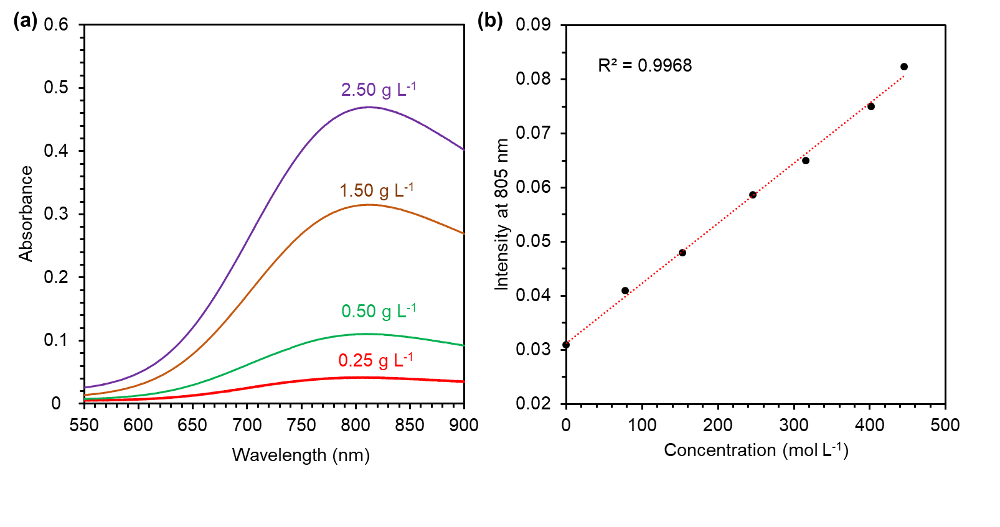 (a)
0.6
0.5
0.4
0.3
0.2
0.1
0
Absorbance
2.50 g L⁻¹
1.50 g L⁻¹
0.50 g L⁻¹
0.25 g L⁻¹
550 600 650 700 750 800 850 900
Wavelength (nm)
(b)
0.09
0.08
0.07
0.06
0.05
0.04
0.03
0.02
Intensity at 805 nm
R² = 0.9968
0 100 200 300 400 500
Concentration (mol L⁻¹)